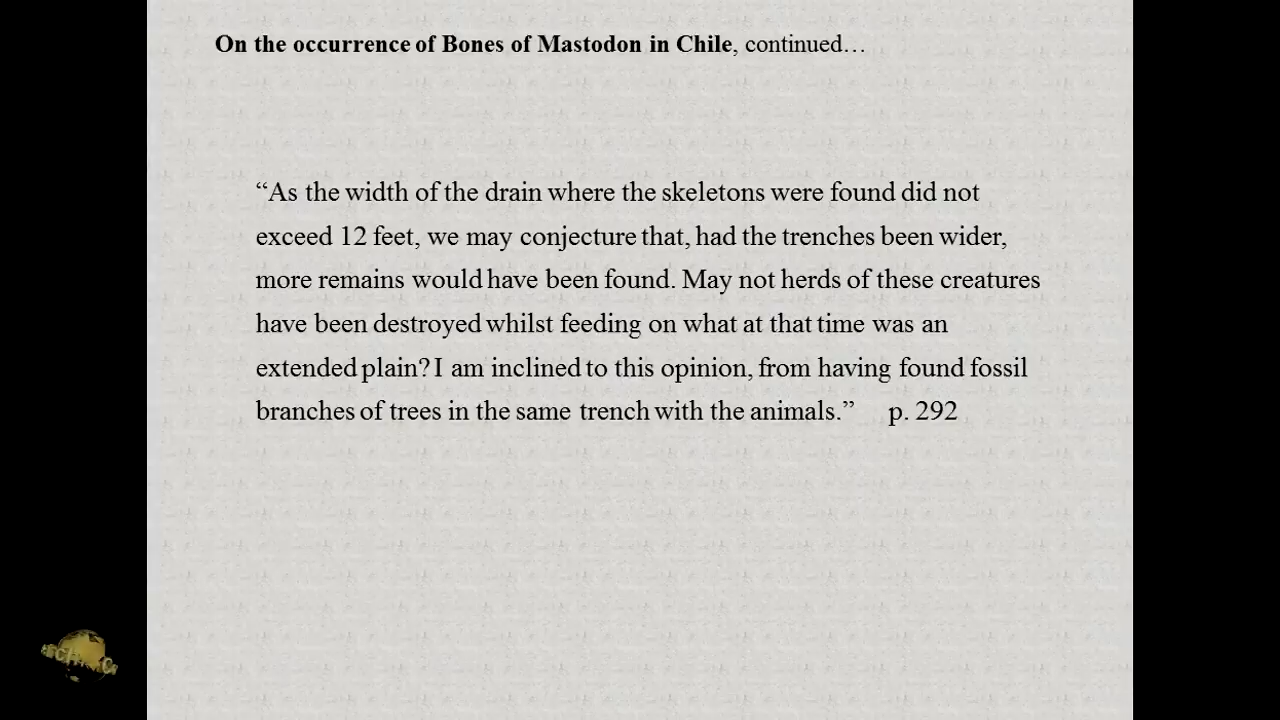 On the occurrence of Bones of Mastodon in Chile, continued…
“As the width of the drain where the skeletons were found did not
exceed 12 feet, we may conjecture that, had the trenches been wider,
more remains would have been found. May not herds of these creatures
have been destroyed whilst feeding on what at that time was an
extended plain? I am inclined to this opinion, from having found fossil
branches of trees in the same trench with the animals.” p. 292